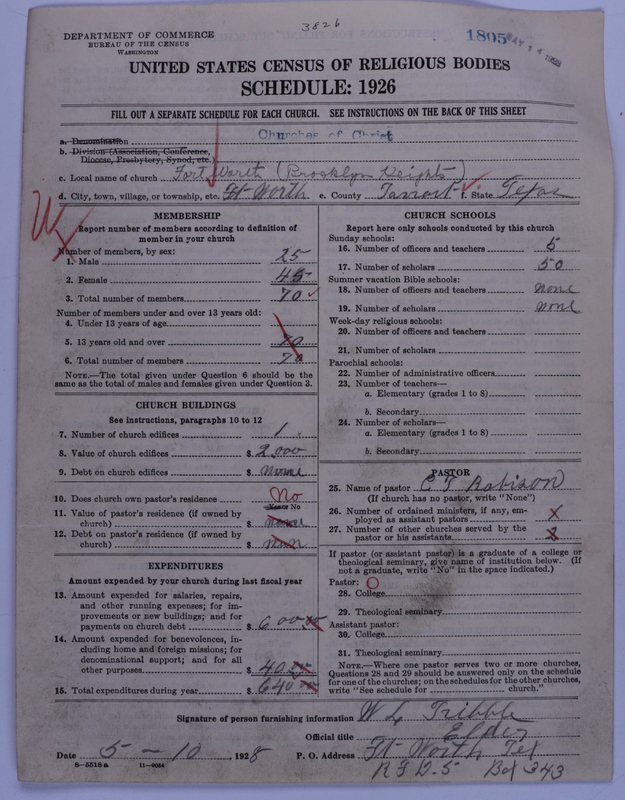 3826
DEPARTMENT OF COMMERCE
BUREAU OF THE CENSUS
WASHINGTON
1805
UNITED STATES CENSUS OF RELIGIOUS BODIES
SCHEDULE: 1926
FILL OUT A SEPARATE SCHEDULE FOR EACH CHURCH. SEE INSTRUCTIONS ON THE BACK OF THIS SHEET
a. Denomination Churches of Christ
b. Division (Association, Conference,
Diocese, Presbytery, Synod, etc.)
c. Local name of church Fort Worth (Brooklyn Heights)
d. City, town, village, or township, etc. Ft Worth e. County Tarrant f. State Texas
MEMBERSHIP
Report number of members according to definition of
member in your church
Number of members, by sex:
1. Male 25
2. Female 45
3. Total number of members 70
Number of members under and over 13 years old:
4. Under 13 years of age
5. 13 years old and over 70
6. Total number of members 70
NOTE.—The total given under Question 6 should be the
same as the total of males and females given under Question 3.
CHURCH BUILDINGS
See instructions, paragraphs 10 to 12
7. Number of church edifices 1
8. Value of church edifices $ 2000
9. Debt on church edifices $ None
10. Does church own pastor's residence No
Yes or No
11. Value of pastor's residence (if owned by
church) $ None
12. Debt on pastor's residence (if owned by
church) $
EXPENDITURES
Amount expended by your church during last fiscal year
13. Amount expended for salaries, repairs,
and other running expenses; for im-
provements or new buildings; and for
payments on church debt $ 600 00
14. Amount expended for benevolences, in-
cluding home and foreign missions; for
denominational support; and for all
other purposes $ 40 00
15. Total expenditures during year $ 640 00
CHURCH SCHOOLS
Report here only schools conducted by this church
Sunday schools:
16. Number of officers and teachers 5
17. Number of scholars 50
Summer vacation Bible schools:
18. Number of officers and teachers none
19. Number of scholars none
Week-day religious schools:
20. Number of officers and teachers
21. Number of scholars
Parochial schools:
22. Number of administrative officers
23. Number of teachers—
a. Elementary (grades 1 to 8)
b. Secondary
24. Number of scholars—
a. Elementary (grades 1 to 8)
b. Secondary
PASTOR
25. Name of pastor C T Robison
(If church has no pastor, write "None")
26. Number of ordained ministers, if any, em-
ployed as assistant pastors x
27. Number of other churches served by the
pastor or his assistants
If pastor (or assistant pastor) is a graduate of a college or
theological seminary, give name of institution below. (If
not a graduate, write "No" in the space indicated.)
Pastor: O
28. College
29. Theological seminary
Assistant pastor:
30. College
31. Theological seminary
NOTE.—Where one pastor serves two or more churches,
Questions 28 and 29 should be answered only on the schedule
for one of the churches; on the schedules for the other churches,
write "See schedule for church."
Signature of person furnishing information W L Tribble
Official title Elder
Date 5 – 10, 1928 P. O. Address Ft Worth Tex
8—5518a 11—9084 R F D. 5 Box 343